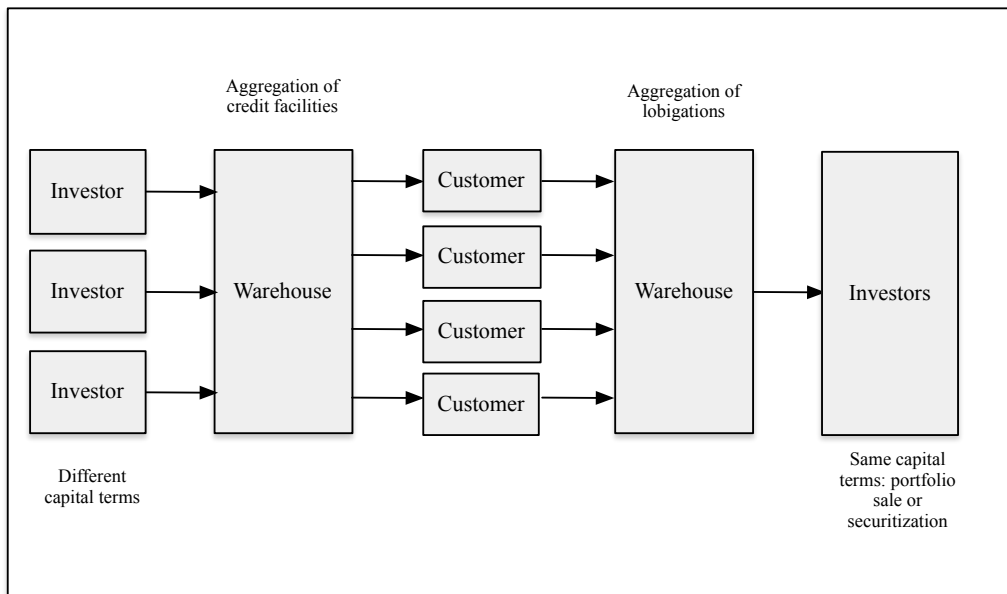 Aggregation of
credit facilities
Aggregation of
lobigations
Investor
Investor
Investor
Warehouse
Customer
Customer
Customer
Customer
Warehouse
Investors
Different
capital terms
Same capital
terms: portfolio
sale or
securitization